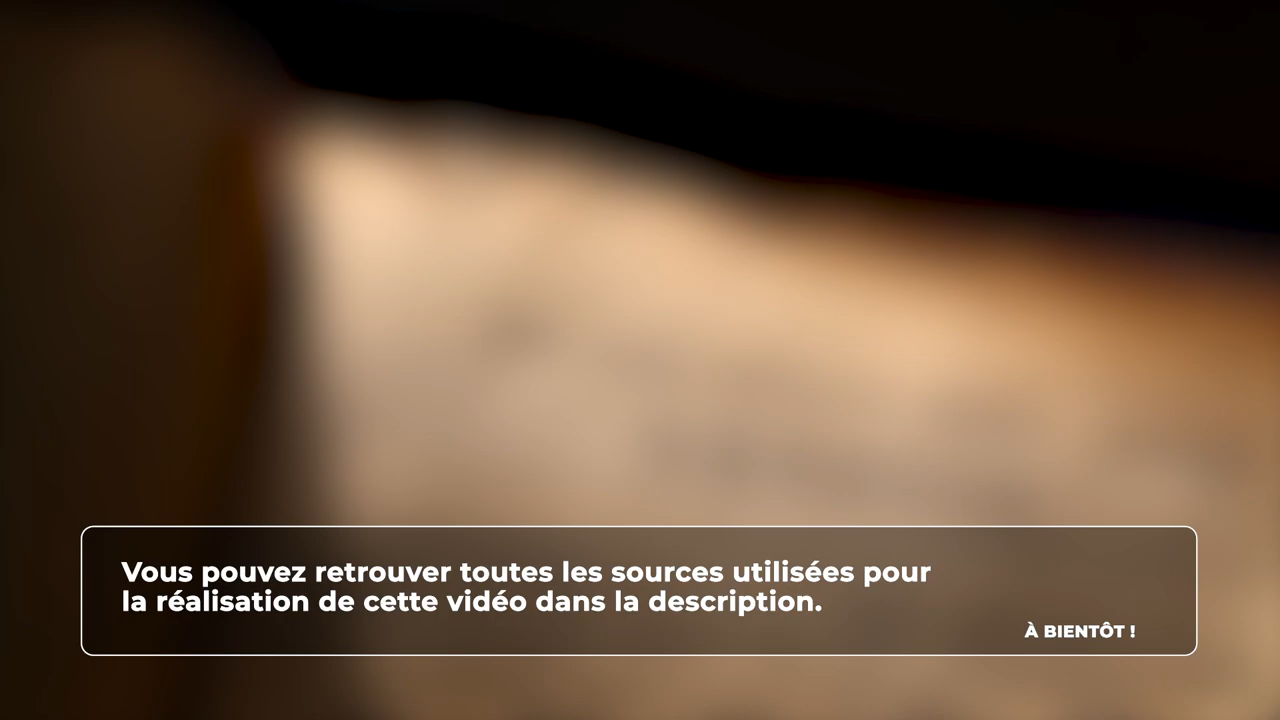 Vous pouvez retrouver toutes les sources utilisées pour
la réalisation de cette vidéo dans la description.
À BIENTÔT !